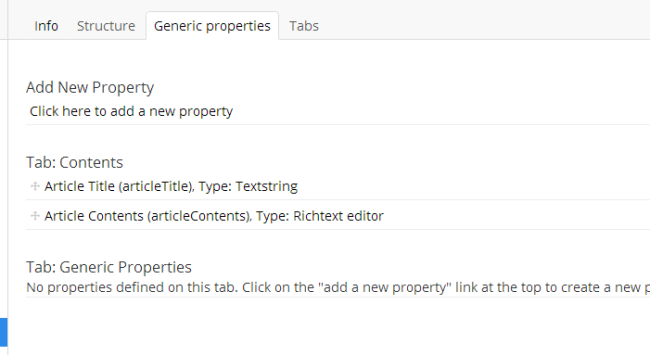 Info Structure Generic properties Tabs
Add New Property
Click here to add a new property
Tab: Contents
Article Title (articleTitle), Type: Textstring
Article Contents (articleContents), Type: Richtext editor
Tab: Generic Properties
No properties defined on this tab. Click on the "add a new property" link at the top to create a new